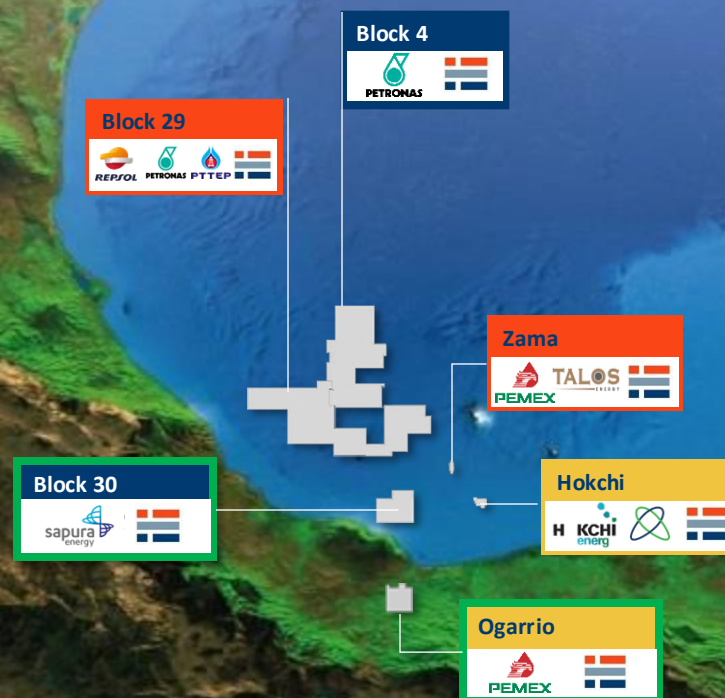 Block 4
PETRONAS
Block 29
REPSOL PETRONAS PTTEP
Zama
PEMEX TALOS ENERGY
Block 30
sapura energy
Hokchi
H KCHi energ
Ogarrio
PEMEX